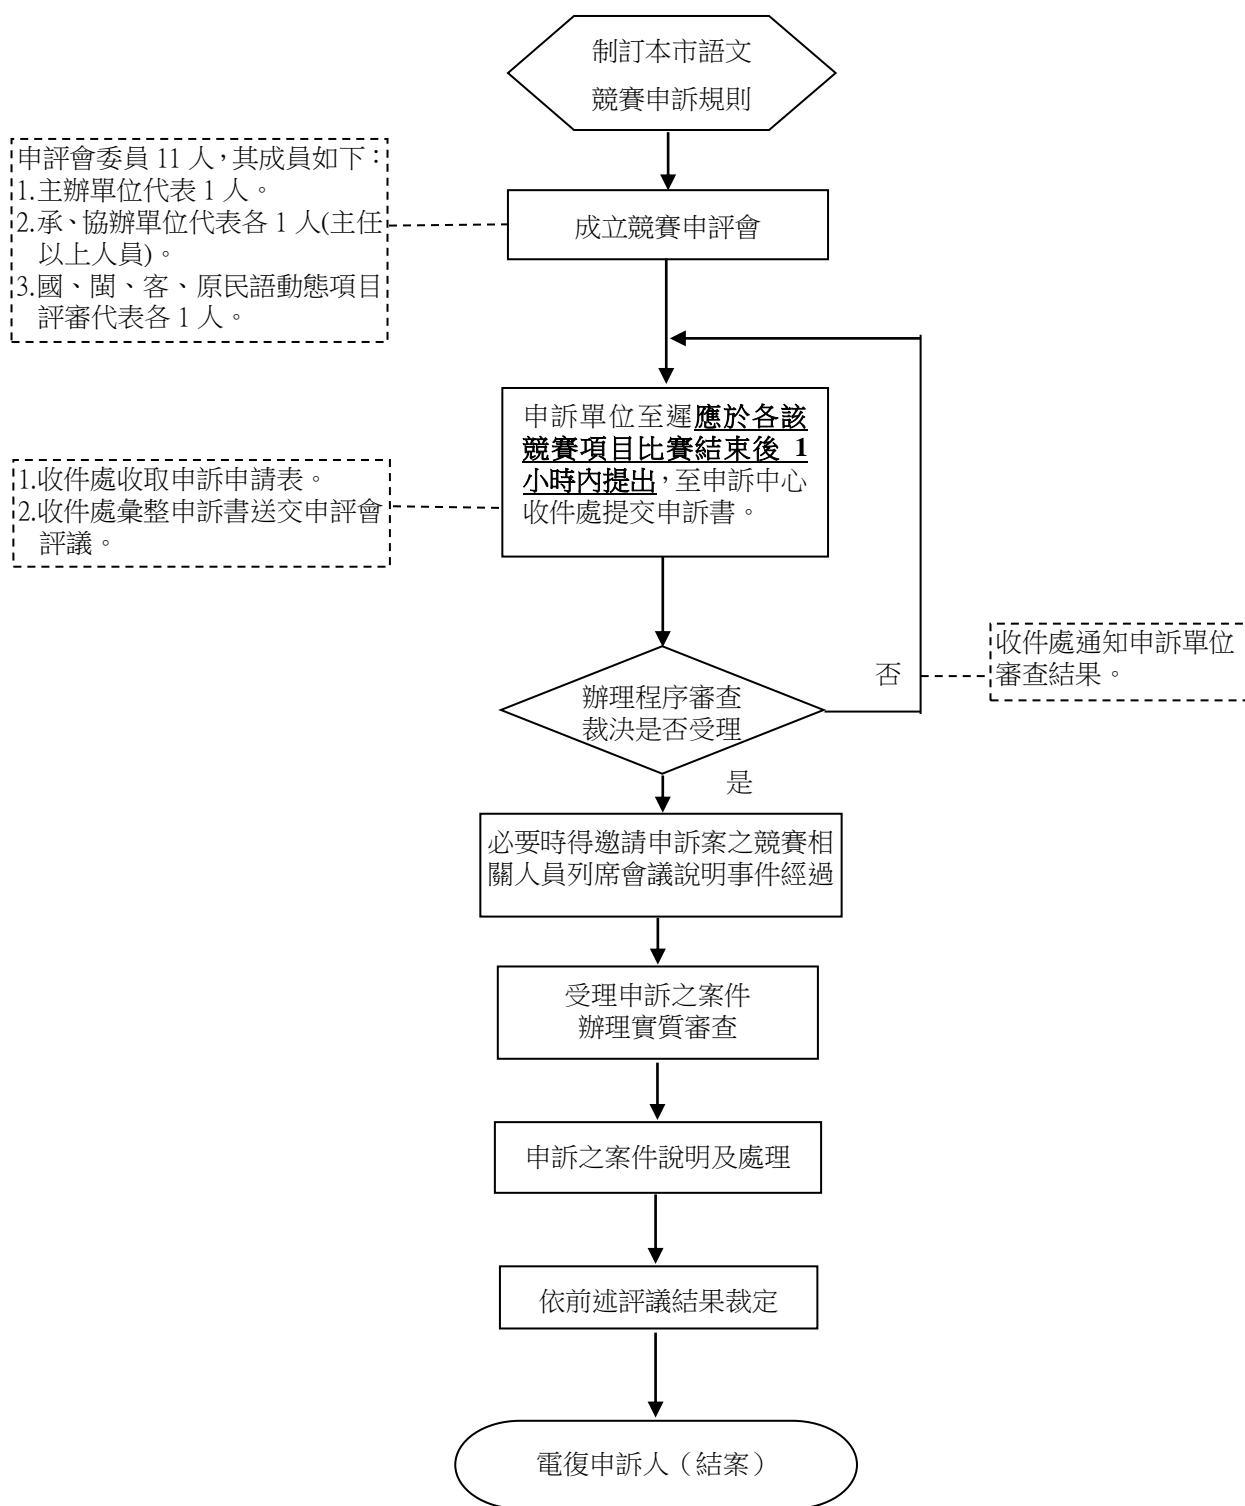 制訂本市語文
競賽申訴規則
申評會委員 11 人，其成員如下：
1.主辦單位代表 1 人。
2.承、協辦單位代表各 1 人(主任
以上人員)。
3.國、閩、客、原民語動態項目
評審代表各 1 人。
成立競賽申評會
申訴單位至遲應於各該
競賽項目比賽結束後 1
小時內提出，至申訴中心
收件處提交申訴書。
1.收件處收取申訴申請表。
2.收件處彙整申訴書送交申評會
評議。
收件處通知申訴單位
審查結果。
否
辦理程序審查
裁決是否受理
是
必要時得邀請申訴案之競賽相
關人員列席會議說明事件經過
受理申訴之案件
辦理實質審查
申訴之案件說明及處理
依前述評議結果裁定
電復申訴人（結案）